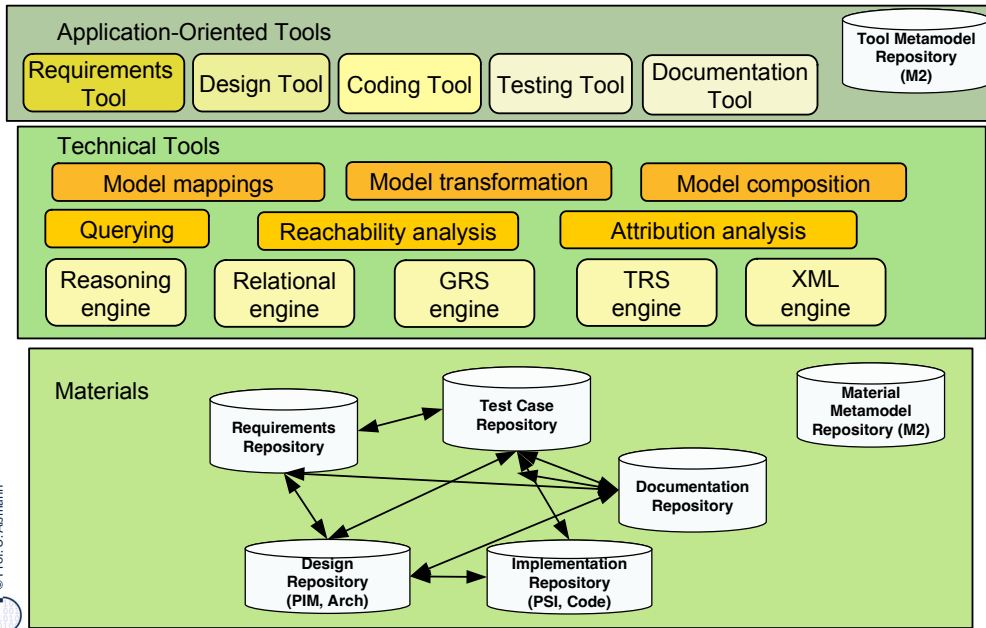 Application-Oriented Tools
Tool Metamodel
Repository
(M2)
Requirements
Tool
Design Tool
Coding Tool
Testing Tool
Documentation
Tool
Technical Tools
Model mappings
Model transformation
Model composition
Querying
Reachability analysis
Attribution analysis
Reasoning
engine
Relational
engine
GRS
engine
TRS
engine
XML
engine
Materials
Requirements
Repository
Test Case
Repository
Material
Metamodel
Repository (M2)
Documentation
Repository
Design
Repository
(PIM, Arch)
Implementation
Repository
(PSI, Code)